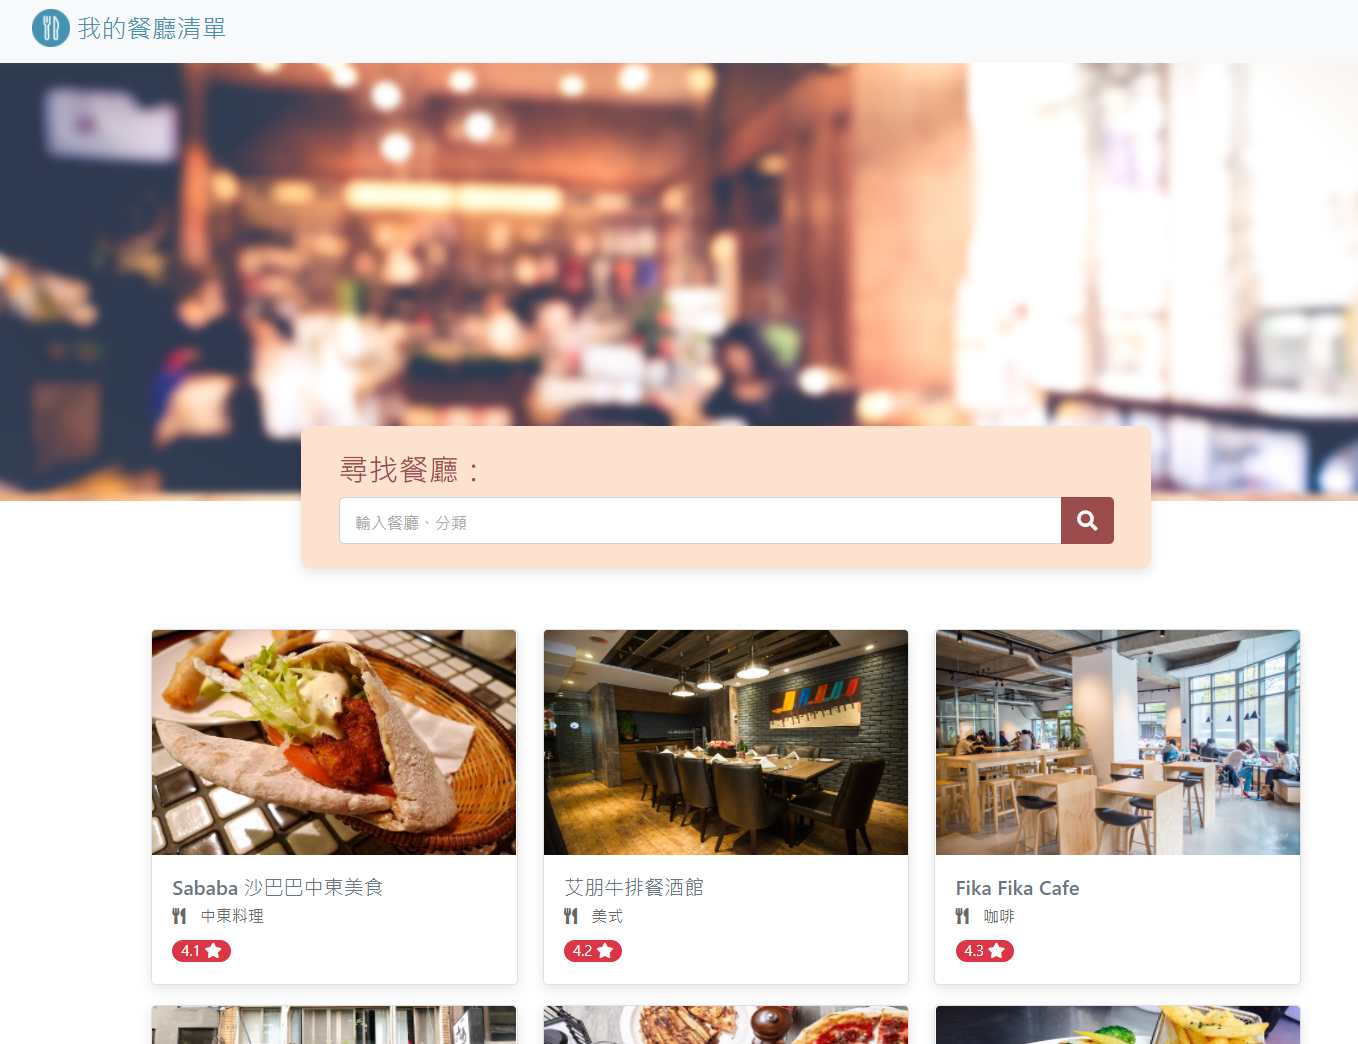 我的餐廳清單
尋找餐廳：
輸入餐廳、分類
Sababa 沙巴巴中東美食
中東料理
4.1
艾朋牛排餐酒館
美式
4.2
Fika Fika Cafe
咖啡
4.3